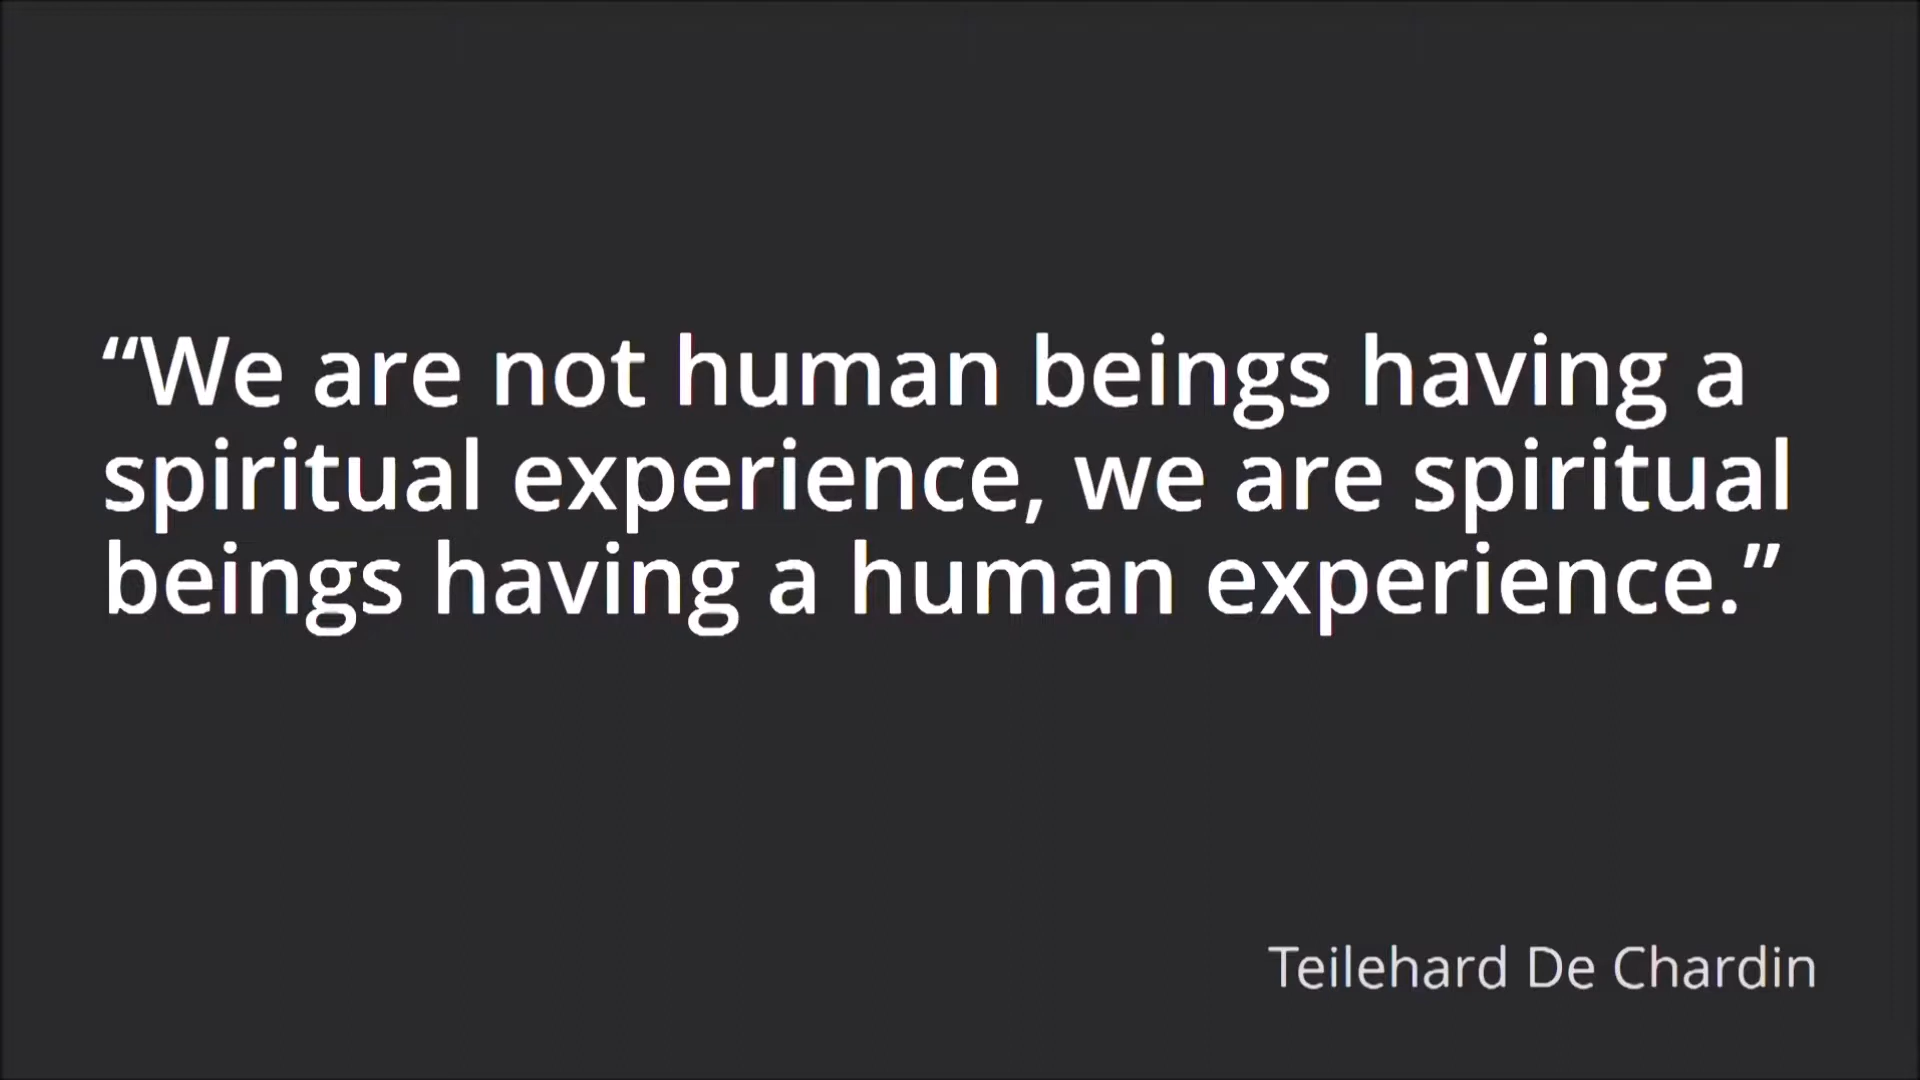 “We are not human beings having a
spiritual experience, we are spiritual
beings having a human experience.”
Teilehard De Chardin